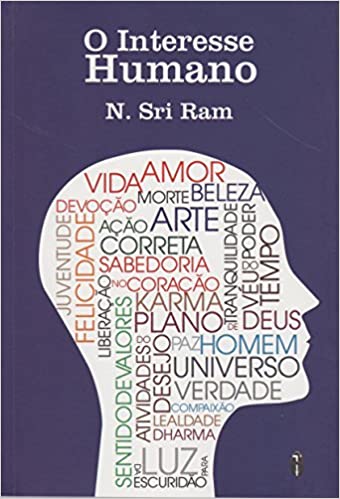 O Interesse
Humano
N. Sri Ram
VIDA
AMOR
MORTE
BELEZA
DEVOÇÃO
JUVENTUDE
FELICIDADE
AÇÃO
CORRETA
ARTE
SABEDORIA
NO
CORAÇÃO
LIBERAÇÃO
KARMA
TRANQUILIDADE
VÉU
DO
PODER
TEMPO
PLANO
DE
DEUS
SENTIDO
DE
VALORES
ATIVIDADES
DO
DESEJO
PAZ
HOMEM
UNIVERSO
VERDADE
COMPAIXÃO
LEALDADE
DHARMA
DA
LUZ
PARA
ESCURIDÃO